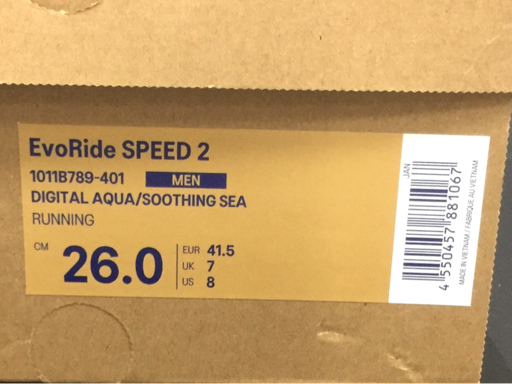 EvoRide SPEED 2
1011B789-401 MEN
DIGITAL AQUA/SOOTHING SEA
RUNNING
CM 26.0
EUR 41.5
UK 7
US 8
JAN
4 550457 881067
MADE IN VIETNAM / FABRIQUE AU VIETNAM